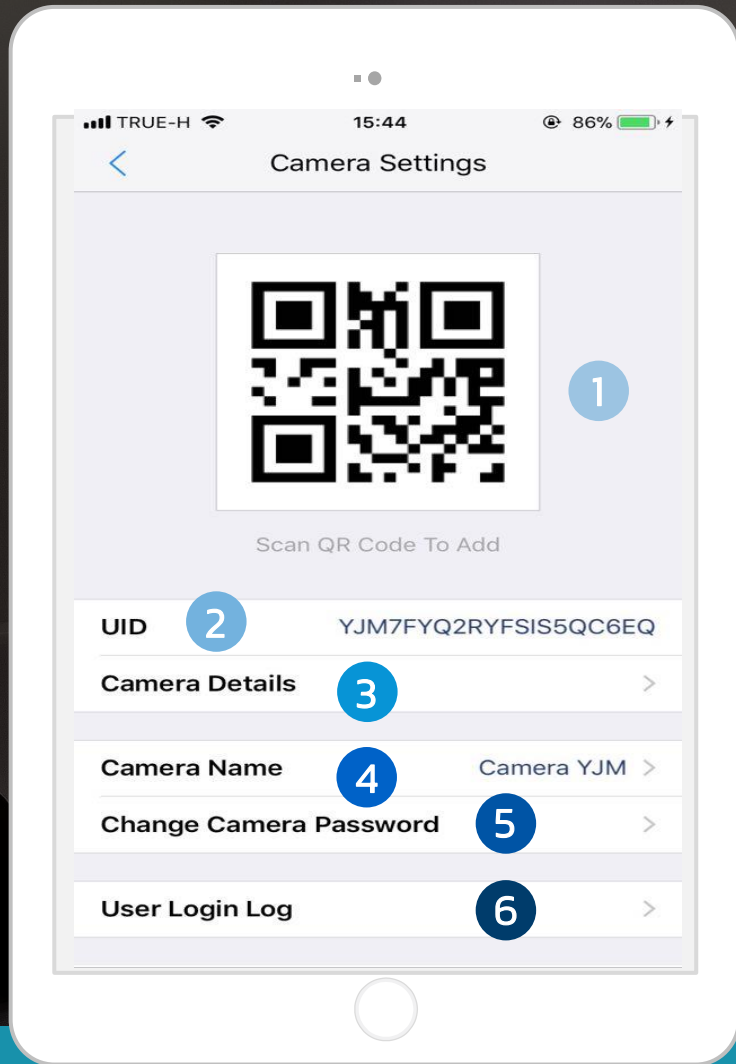 TRUE-H 15:44 86%
Camera Settings
1
Scan QR Code To Add
UID 2 YJM7FYQ2RYFSIS5QC6EQ
Camera Details 3
Camera Name 4 Camera YJM
Change Camera Password 5
User Login Log 6